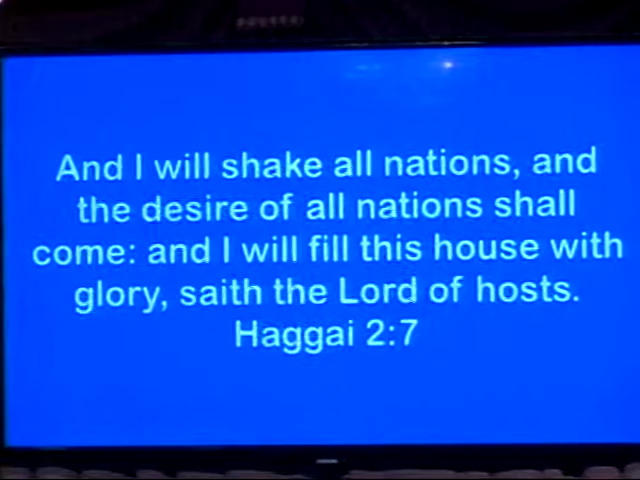 And I will shake all nations, and
the desire of all nations shall
come: and I will fill this house with
glory, saith the Lord of hosts.
Haggai 2:7